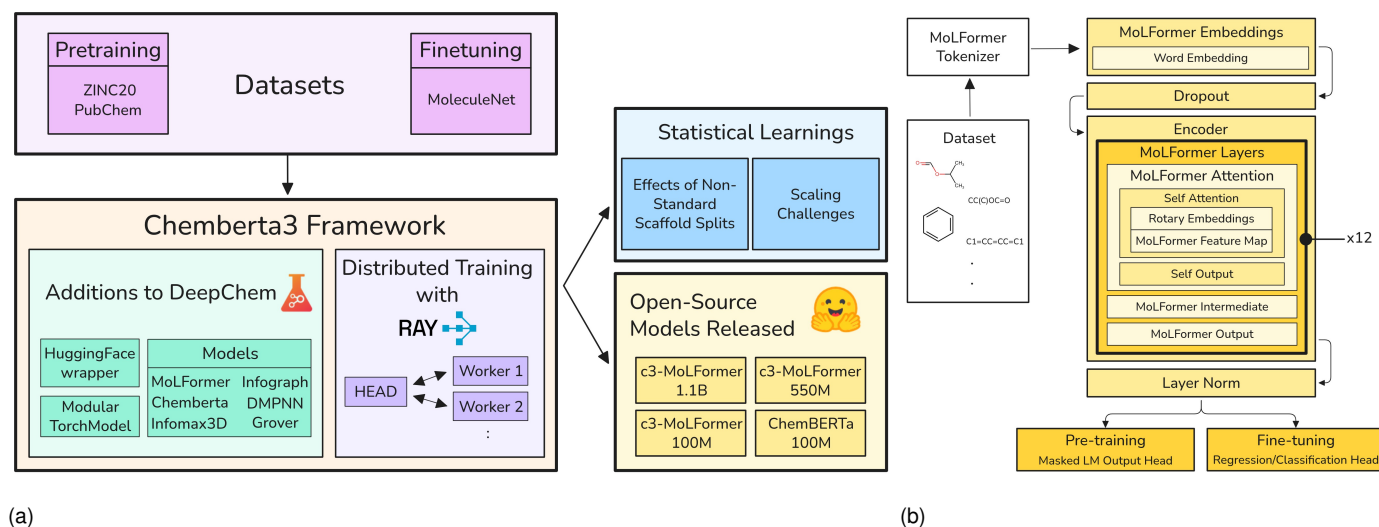 Pretraining
ZINC20
PubChem
Datasets
Finetuning
MoleculeNet
Chemberta3 Framework
Additions to DeepChem
HuggingFace
wrapper
Modular
TorchModel
Models
MoLFormer Infograph
Chemberta DMPNN
Infomax3D Grover
Distributed Training
with
RAY
HEAD
Worker 1
Worker 2
:
Statistical Learnings
Effects of Non-
Standard
Scaffold Splits
Scaling
Challenges
Open-Source
Models Released
c3-MoLFormer
1.1B
c3-MoLFormer
550M
c3-MoLFormer
100M
ChemBERTa
100M
(a)
MoLFormer
Tokenizer
Dataset
O
O
CH₃
CH₃
CC(C)OC=O
C1=CC=CC=C1
.
.
MoLFormer Embeddings
Word Embedding
Dropout
Encoder
MoLFormer Layers
MoLFormer Attention
Self Attention
Rotary Embeddings
MoLFormer Feature Map
Self Output
MoLFormer Intermediate
MoLFormer Output
x12
Layer Norm
Pre-training
Masked LM Output Head
Fine-tuning
Regression/Classification Head
(b)